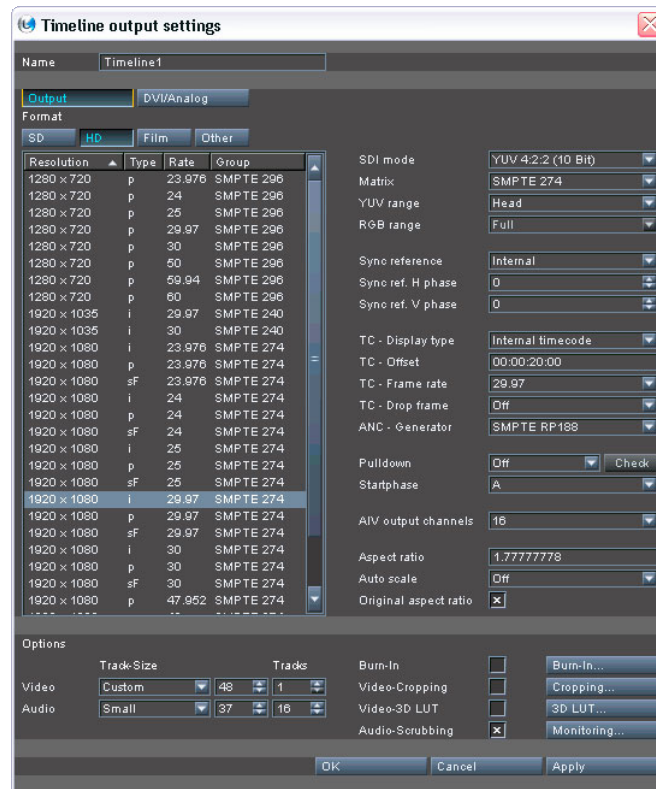 Timeline output settings
Name Timeline1
Output DVI/Analog
Format
SD HD Film Other
Resolution Type Rate Group
1280 x 720 p 23.976 SMPTE 296
1280 x 720 p 24 SMPTE 296
1280 x 720 p 25 SMPTE 296
1280 x 720 p 29.97 SMPTE 296
1280 x 720 p 30 SMPTE 296
1280 x 720 p 50 SMPTE 296
1280 x 720 p 59.94 SMPTE 296
1280 x 720 p 60 SMPTE 296
1920 x 1035 i 29.97 SMPTE 240
1920 x 1035 i 30 SMPTE 240
1920 x 1080 i 23.976 SMPTE 274
1920 x 1080 p 23.976 SMPTE 274
1920 x 1080 sF 23.976 SMPTE 274
1920 x 1080 i 24 SMPTE 274
1920 x 1080 p 24 SMPTE 274
1920 x 1080 sF 24 SMPTE 274
1920 x 1080 i 25 SMPTE 274
1920 x 1080 p 25 SMPTE 274
1920 x 1080 sF 25 SMPTE 274
1920 x 1080 i 29.97 SMPTE 274
1920 x 1080 p 29.97 SMPTE 274
1920 x 1080 sF 29.97 SMPTE 274
1920 x 1080 i 30 SMPTE 274
1920 x 1080 p 30 SMPTE 274
1920 x 1080 sF 30 SMPTE 274
1920 x 1080 p 47.952 SMPTE 274
SDI mode YUV 4:2:2 (10 Bit)
Matrix SMPTE 274
YUV range Head
RGB range Full
Sync reference Internal
Sync ref. H phase 0
Sync ref. V phase 0
TC - Display type Internal timecode
TC - Offset 00:00:20:00
TC - Frame rate 29.97
TC - Drop frame Off
ANC - Generator SMPTE RP188
Pulldown Off Check
Startphase A
AIV output channels 16
Aspect ratio 1.77777778
Auto scale Off
Original aspect ratio
Options
Track-Size Tracks
Video Custom 48 1
Audio Small 37 16
Burn-In Burn-In...
Video-Cropping Cropping...
Video-3D LUT 3D LUT...
Audio-Scrubbing Monitoring...
OK Cancel Apply